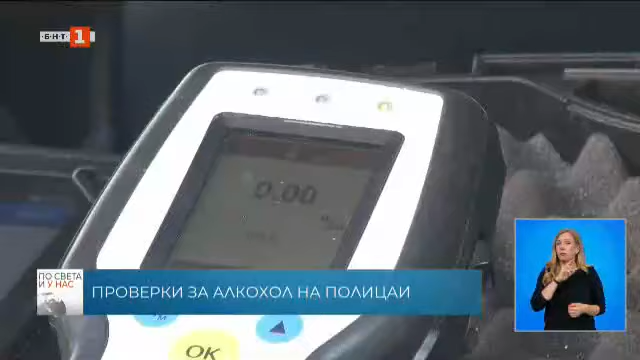 БНТ 1
0.00
ПО СВЕТА
И У НАС
ПРОВЕРКИ ЗА АЛКОХОЛ НА ПОЛИЦАИ
M
OK